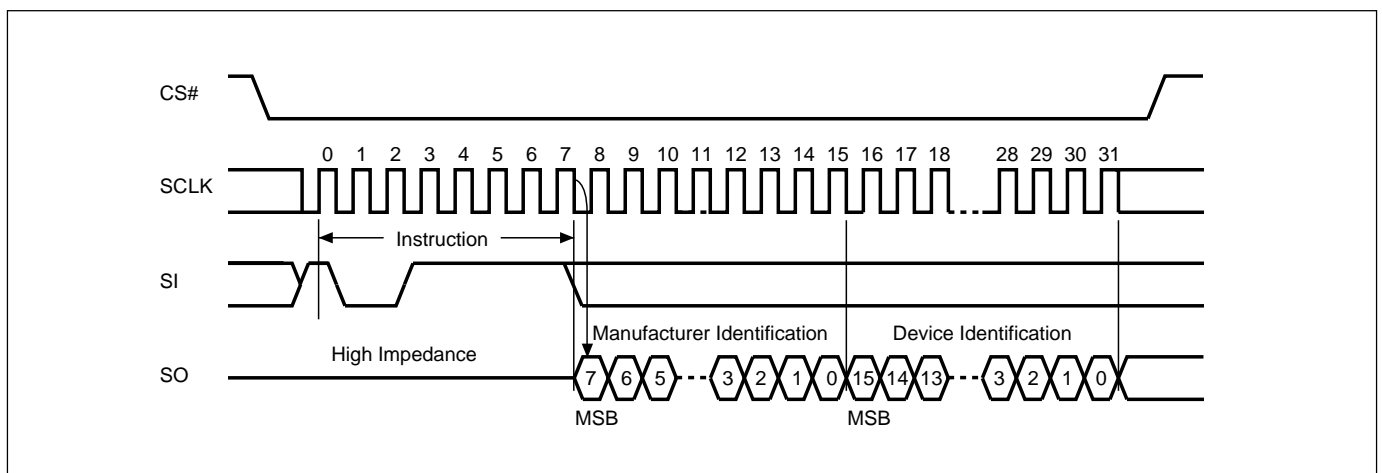 CS#
0 1 2 3 4 5 6 7 8 9 10 11 12 13 14 15 16 17 18 28 29 30 31
SCLK
Instruction
SI
Manufacturer Identification Device Identification
High Impedance
SO 7 6 5 3 2 1 0 15 14 13 3 2 1 0
MSB MSB